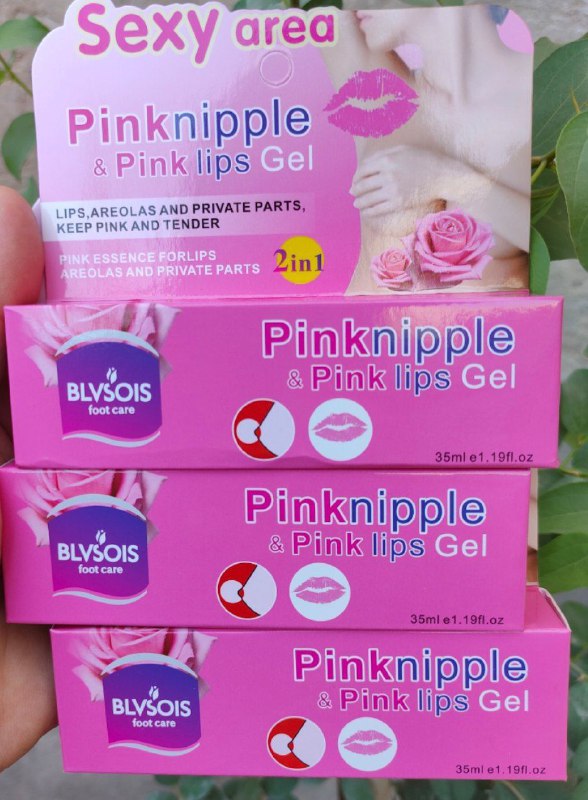 Sexy area
Pinknipple
& Pink lips Gel
LIPS,AREOLAS AND PRIVATE PARTS,
KEEP PINK AND TENDER
PINK ESSENCE FORLIPS
AREOLAS AND PRIVATE PARTS 2in1
BLVSOIS
foot care
Pinknipple
& Pink lips Gel
35ml e1.19fl.oz
BLVSOIS
foot care
Pinknipple
& Pink lips Gel
35ml e1.19fl.oz
BLVSOIS
foot care
Pinknipple
& Pink lips Gel
35ml e1.19fl.oz